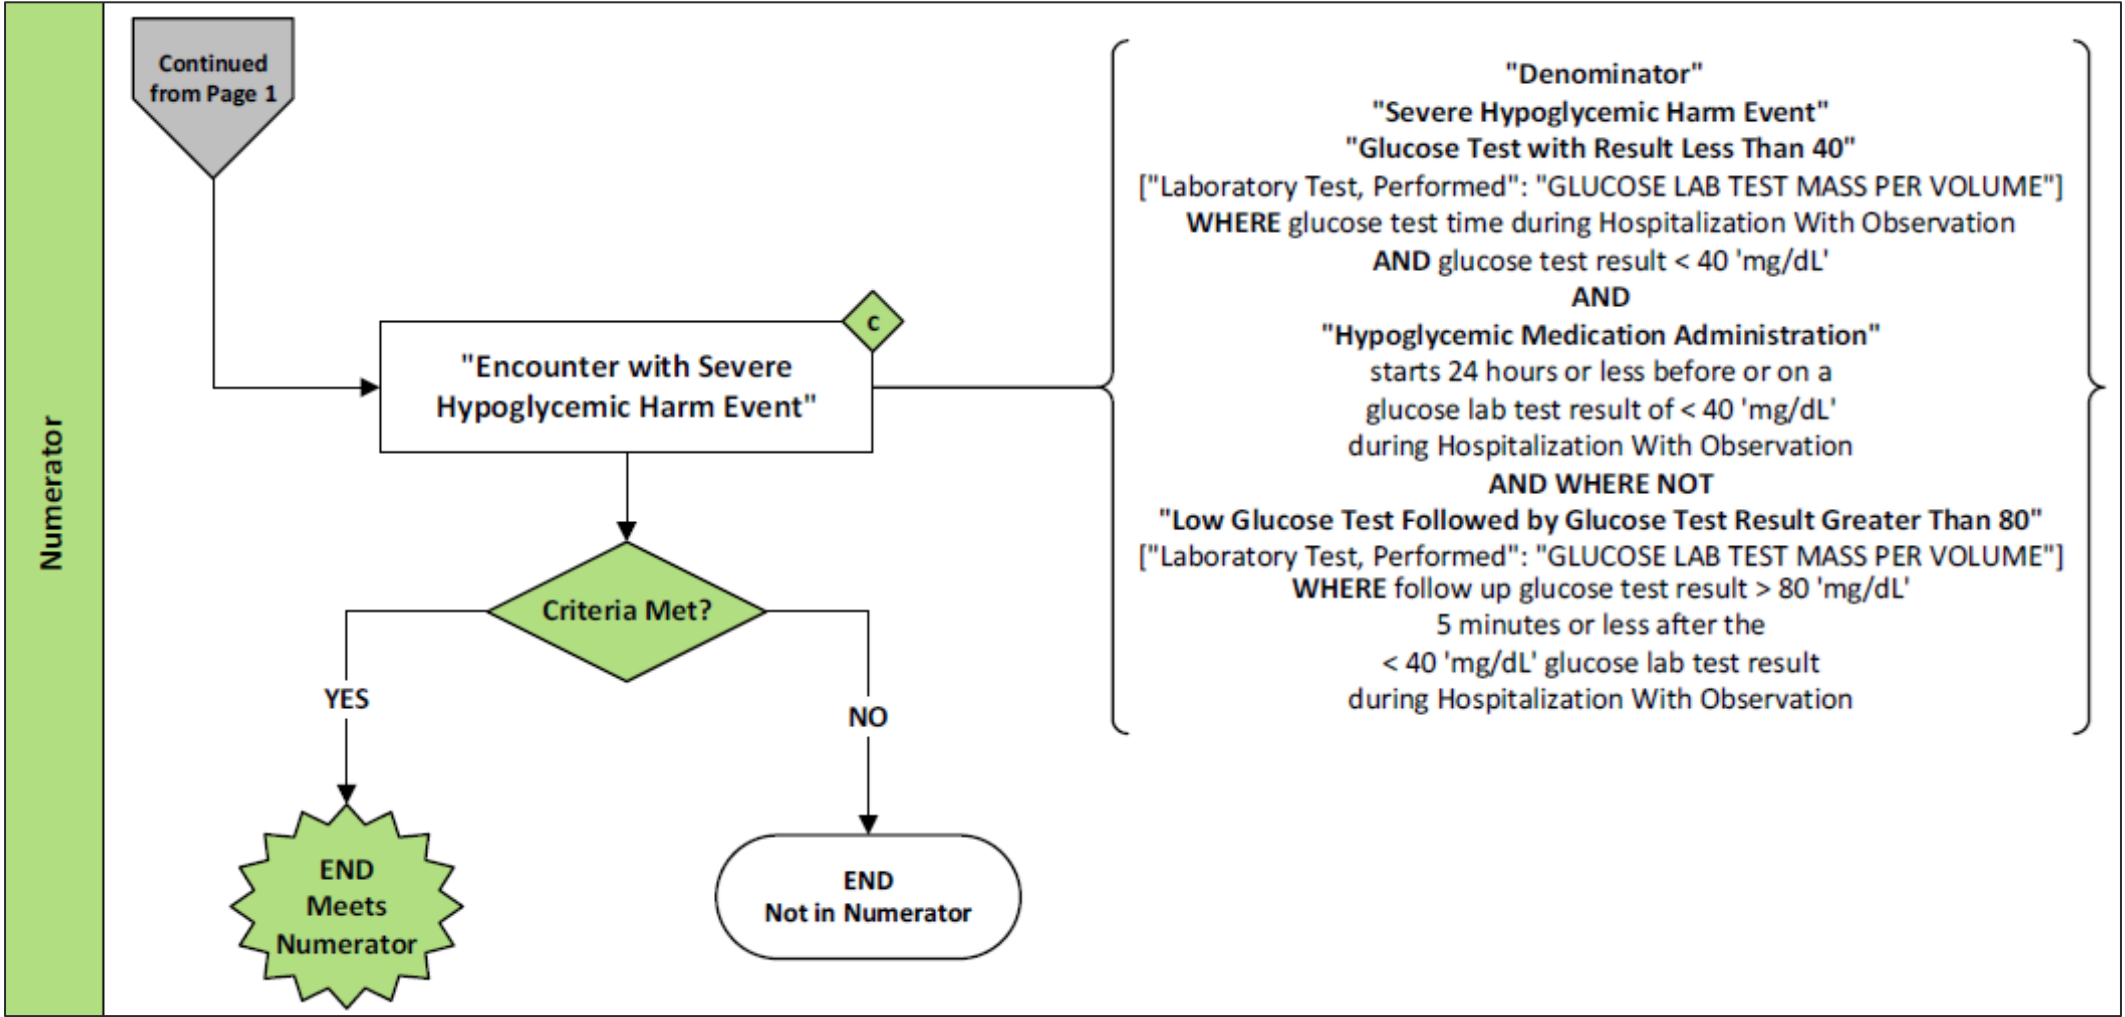 Numerator
Continued
from Page 1
"Encounter with Severe
Hypoglycemic Harm Event"
c
Criteria Met?
YES
NO
END
Meets
Numerator
END
Not in Numerator
"Denominator"
"Severe Hypoglycemic Harm Event"
"Glucose Test with Result Less Than 40"
["Laboratory Test, Performed": "GLUCOSE LAB TEST MASS PER VOLUME"]
WHERE glucose test time during Hospitalization With Observation
AND glucose test result < 40 'mg/dL'
AND
"Hypoglycemic Medication Administration"
starts 24 hours or less before or on a
glucose lab test result of < 40 'mg/dL'
during Hospitalization With Observation
AND WHERE NOT
"Low Glucose Test Followed by Glucose Test Result Greater Than 80"
["Laboratory Test, Performed": "GLUCOSE LAB TEST MASS PER VOLUME"]
WHERE follow up glucose test result > 80 'mg/dL'
5 minutes or less after the
< 40 'mg/dL' glucose lab test result
during Hospitalization With Observation